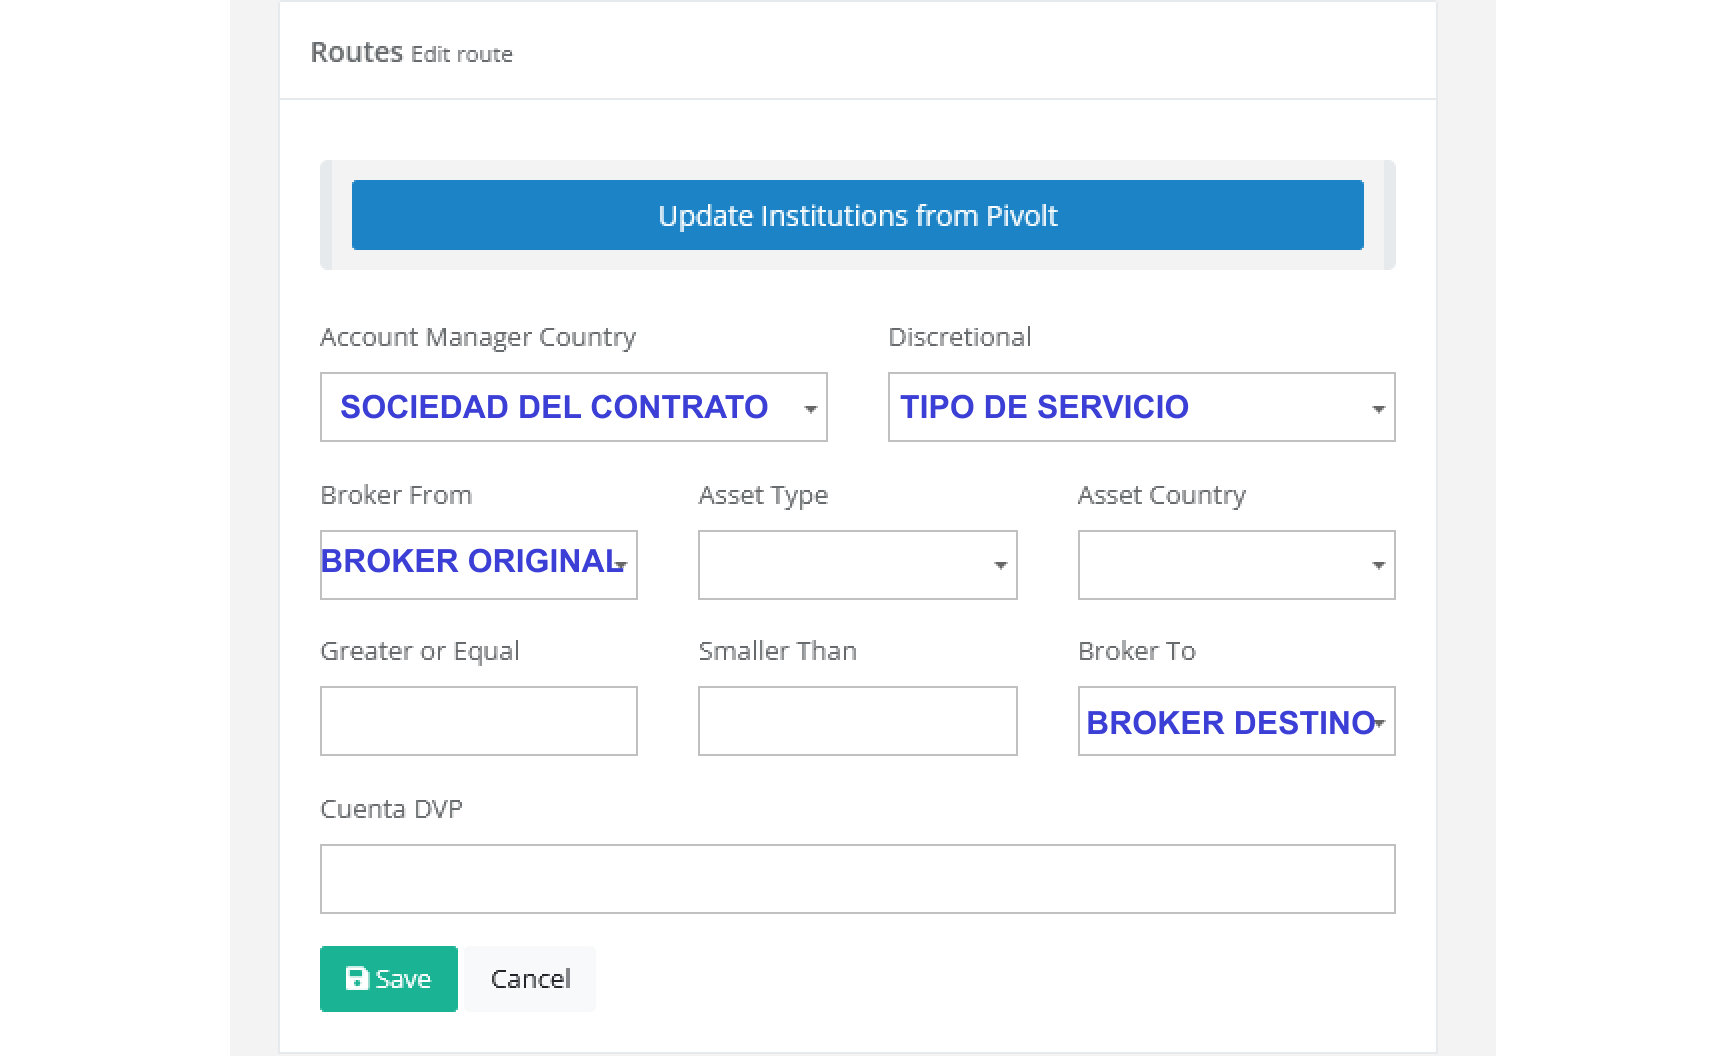 Routes Edit route
Update Institutions from Pivolt
Account Manager Country
Discretional
SOCIEDAD DEL CONTRATO
TIPO DE SERVICIO
Broker From
Asset Type
Asset Country
BROKER ORIGINAL
Greater or Equal
Smaller Than
Broker To
BROKER DESTINO
Cuenta DVP
Save
Cancel